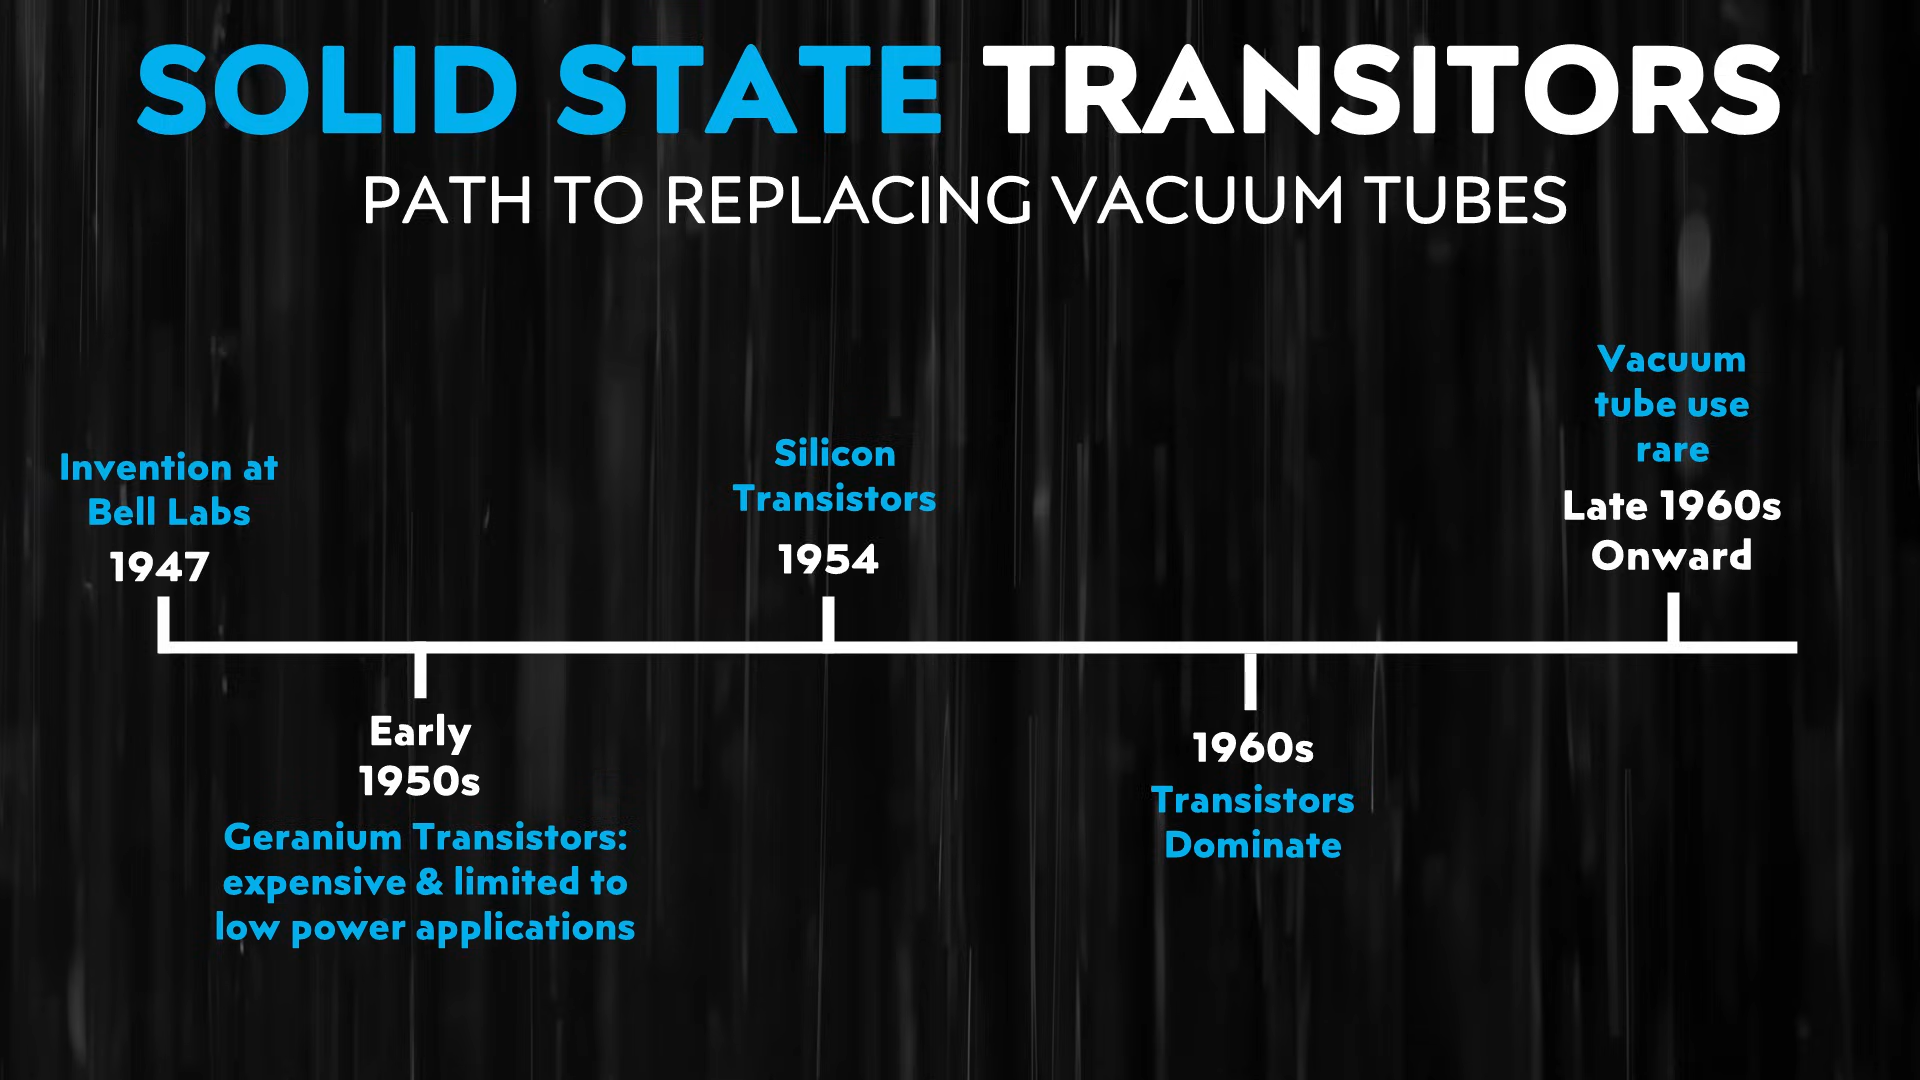 SOLID STATE TRANSITORS
PATH TO REPLACING VACUUM TUBES
Invention at
Bell Labs
1947
Early
1950s
Geranium Transistors:
expensive & limited to
low power applications
Silicon
Transistors
1954
1960s
Transistors
Dominate
Vacuum
tube use
rare
Late 1960s
Onward